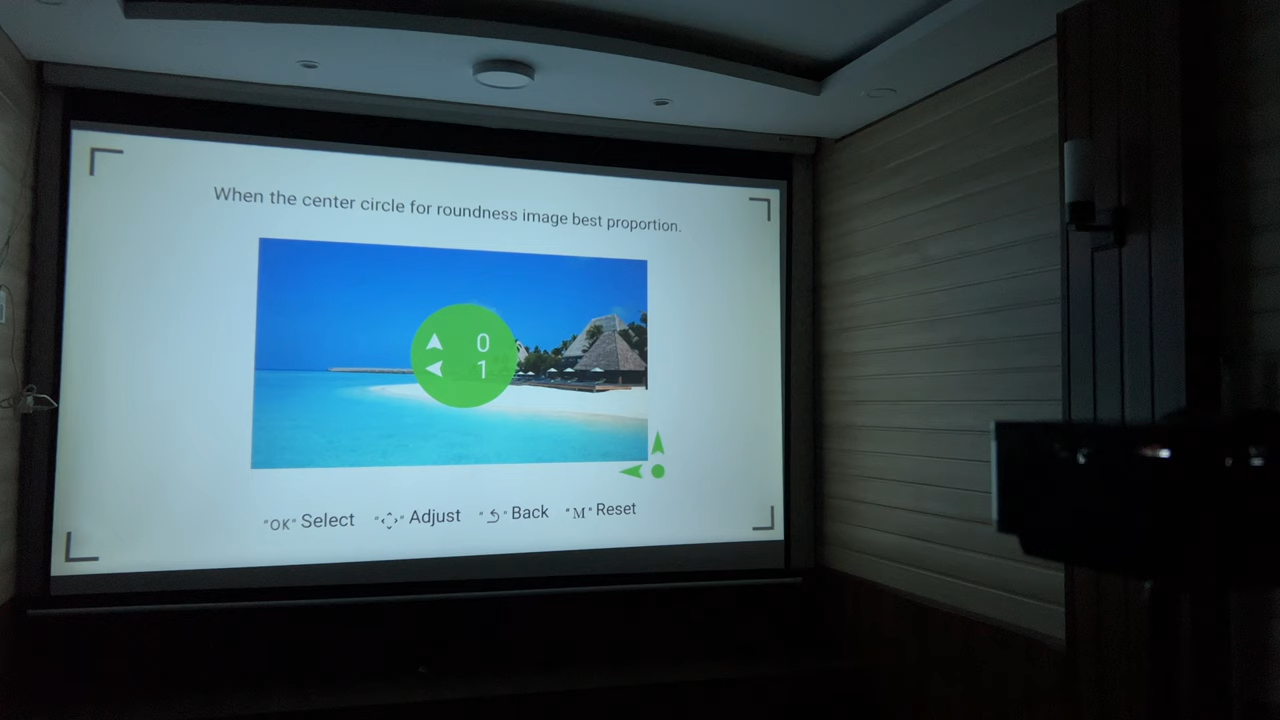 When the center circle for roundness image best proportion.
0
1
"OK" Select " " Adjust " " Back "M" Reset